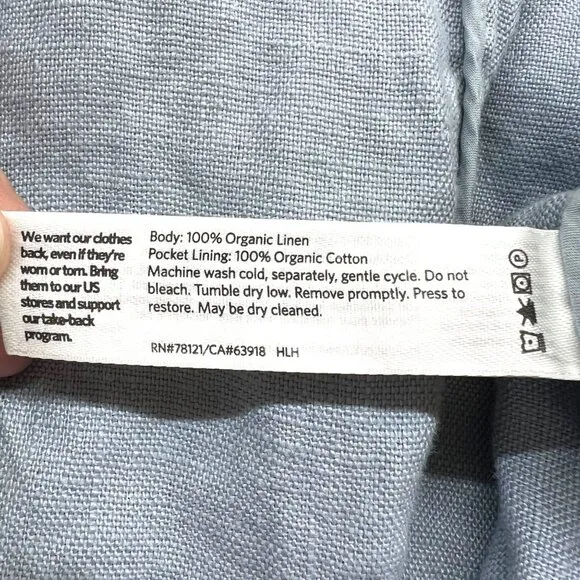 We want our clothes
back, even if they're
worn or torn. Bring
them to our US
stores and support
our take-back
program.
Body: 100% Organic Linen
Pocket Lining: 100% Organic Cotton
Machine wash cold, separately, gentle cycle. Do not
bleach. Tumble dry low. Remove promptly. Press to
restore. May be dry cleaned.
RN#78121/CA#63918 HLH
P